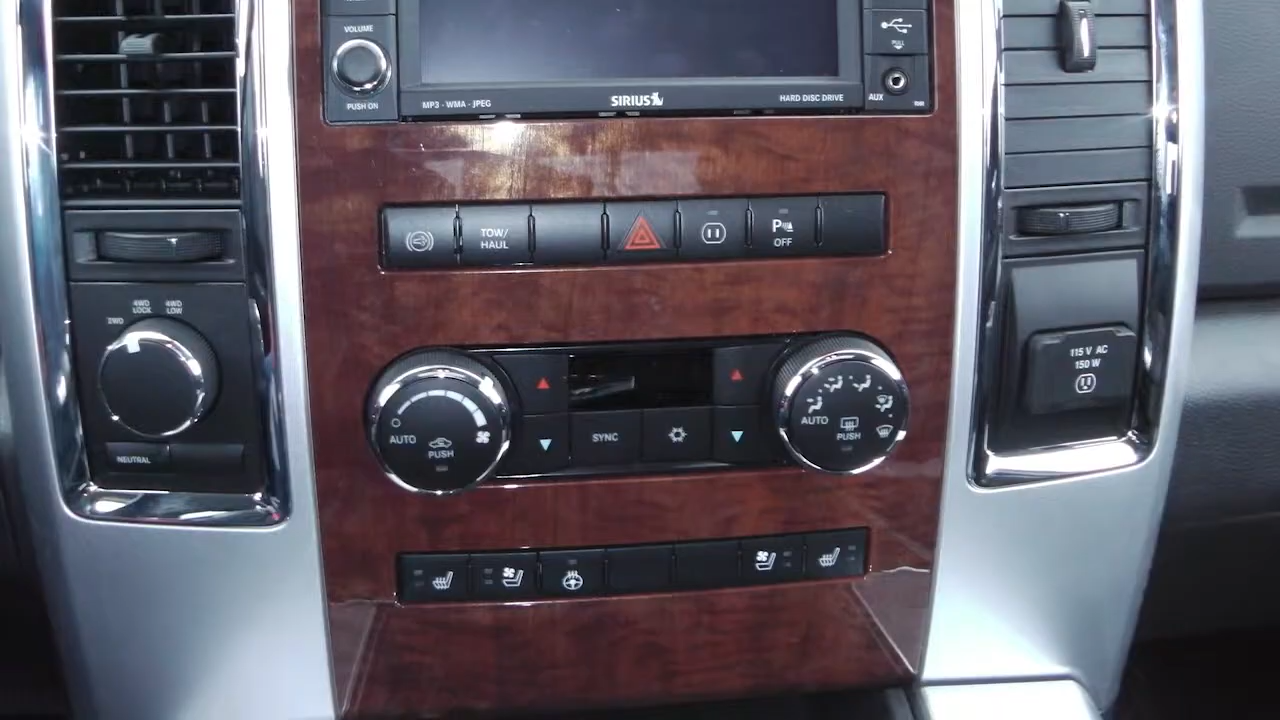 VOLUME
PUSH ON
MP3 - WMA - JPEG
SIRIUS
HARD DISC DRIVE
PULL
AUX
TOW/
HAUL
P
OFF
4WD
LOCK
4WD
LOW
2WD
NEUTRAL
AUTO
PUSH
SYNC
AUTO
PUSH
115 V AC
150 W